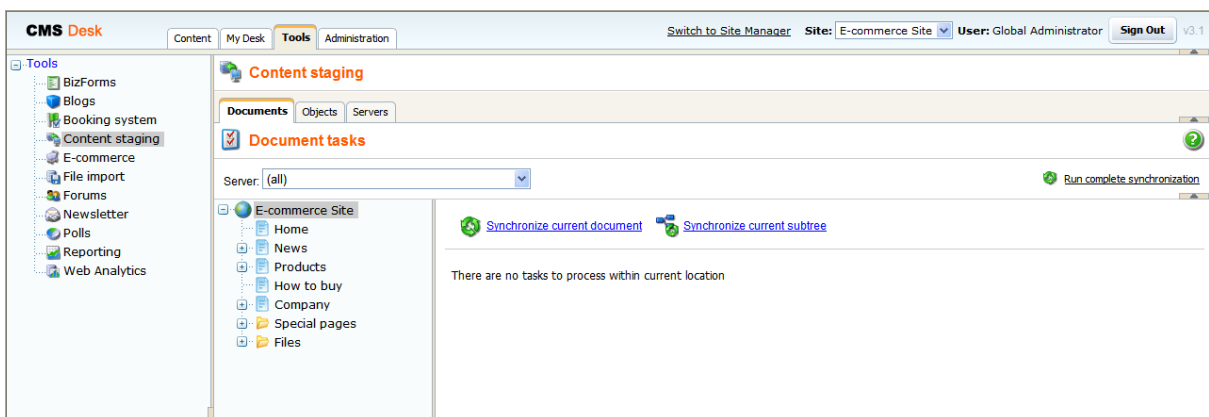 CMS Desk
Content My Desk Tools Administration
Switch to Site Manager Site: E-commerce Site User: Global Administrator Sign Out v3.1
Tools
BizForms
Blogs
Booking system
Content staging
E-commerce
File import
Forums
Newsletter
Polls
Reporting
Web Analytics
Content staging
Documents Objects Servers
Document tasks
Server: (all) Run complete synchronization
E-commerce Site
Home
News
Products
How to buy
Company
Special pages
Files
Synchronize current document Synchronize current subtree
There are no tasks to process within current location